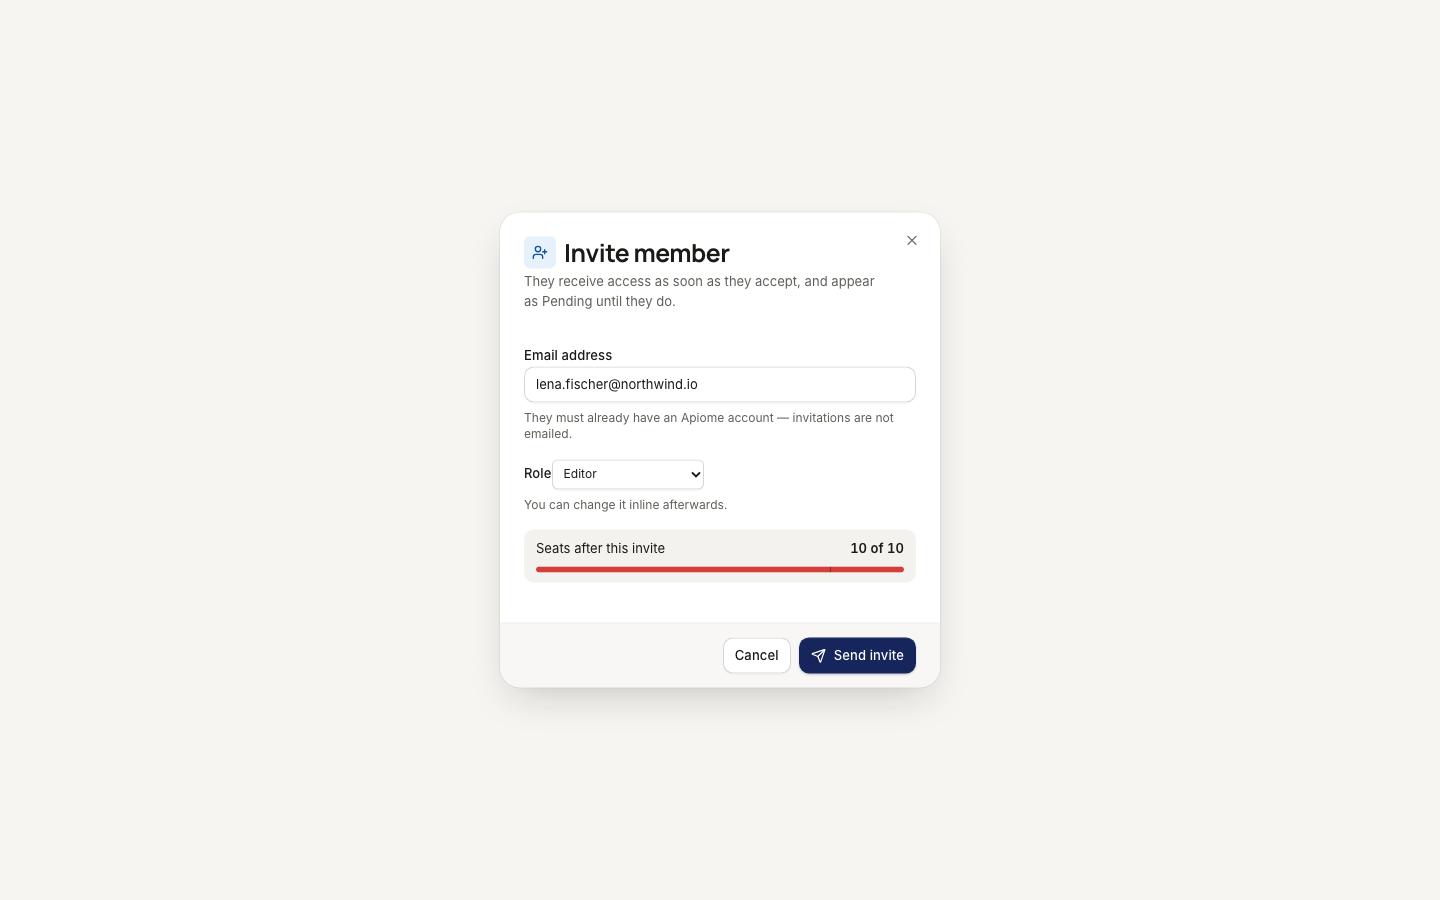 Invite member
They receive access as soon as they accept, and appear
as Pending until they do.
Email address
lena.fischer@northwind.io
They must already have an Apiome account — invitations are not
emailed.
Role Editor
You can change it inline afterwards.
Seats after this invite 10 of 10
Cancel Send invite